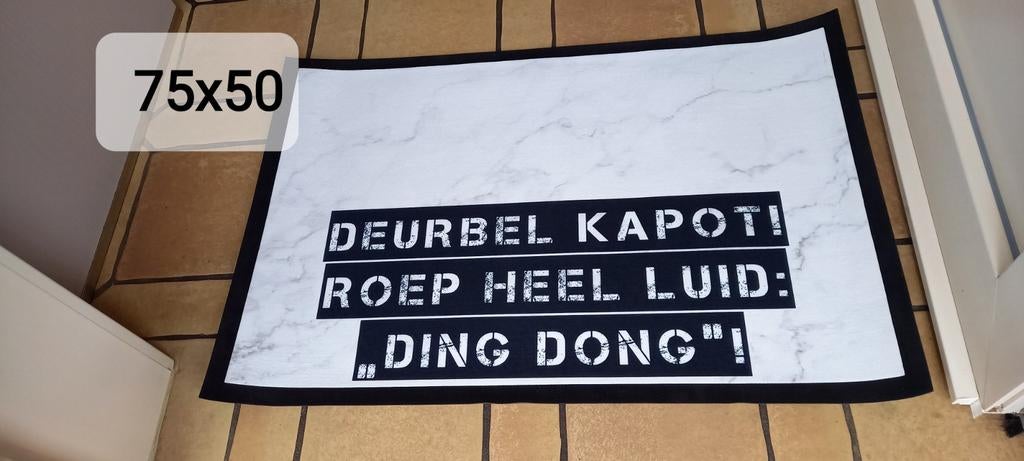 75x50
DEURBEL KAPOT!
ROEP HEEL LUID:
„DING DONG"!